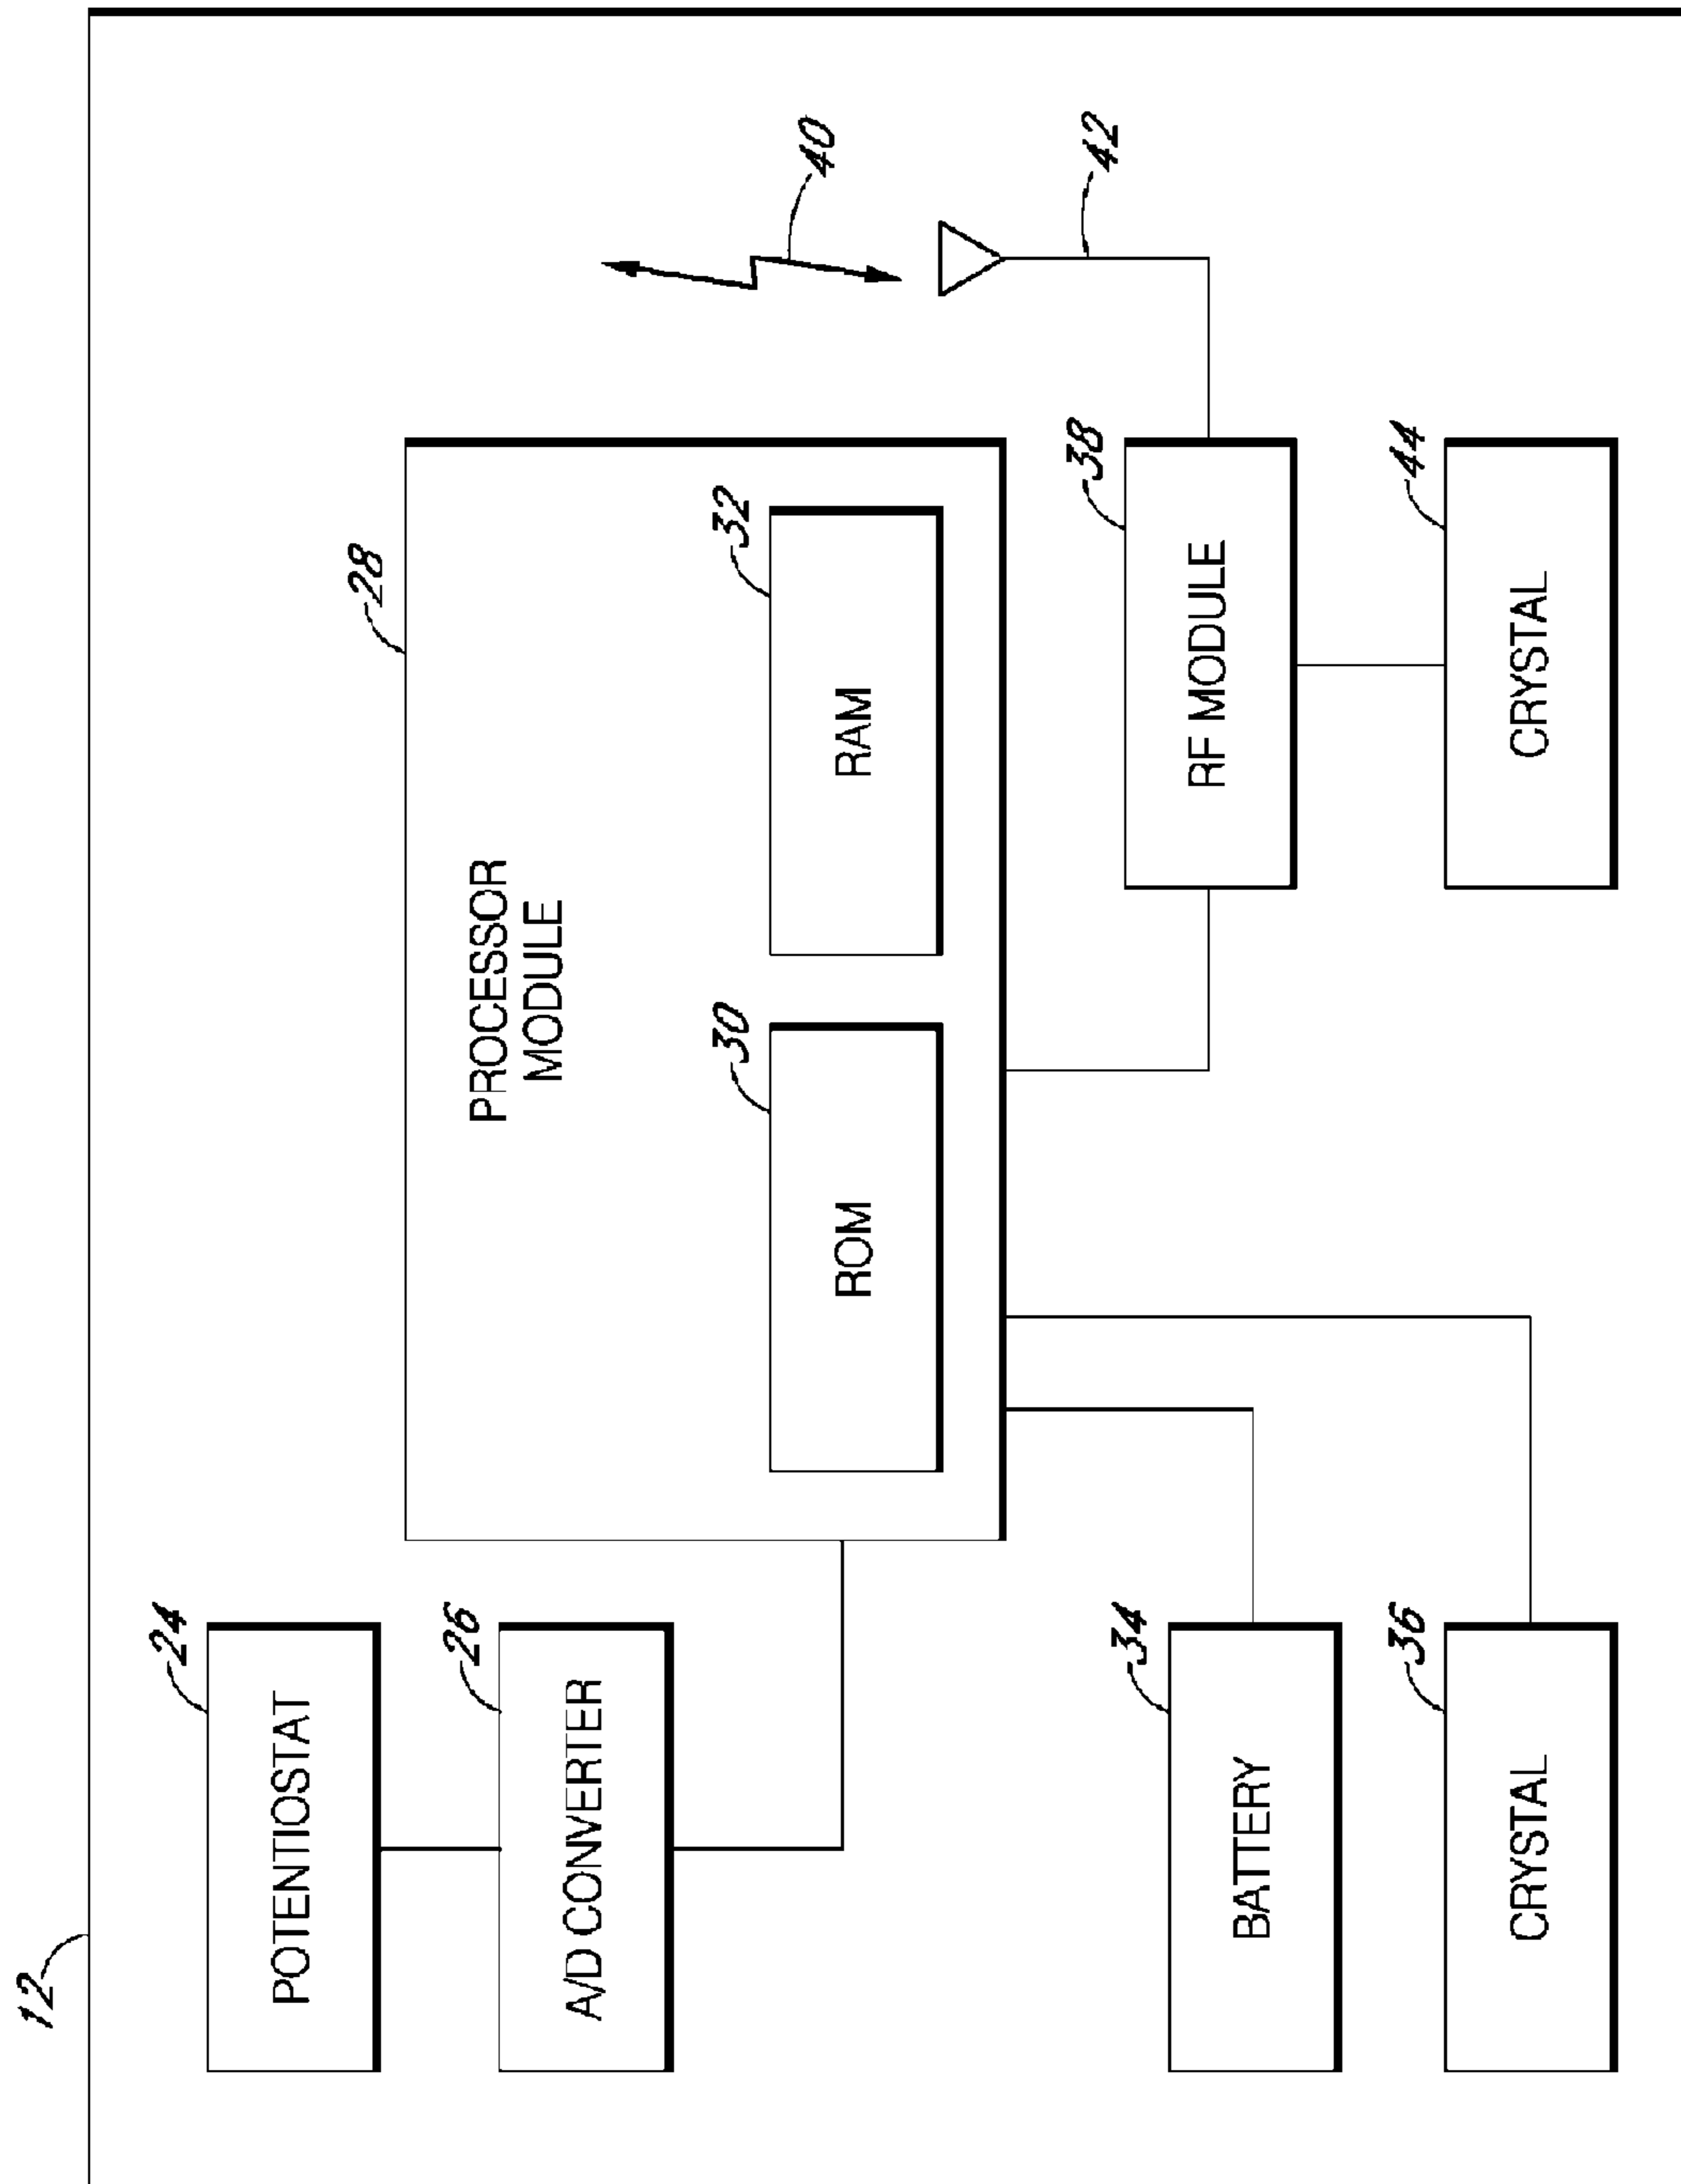 12
24
POTENTIOSTAT
26
A/D CONVERTER
28
PROCESSOR
MODULE
30
ROM
32
RAM
40
42
34
BATTERY
38
RF MODULE
36
CRYSTAL
44
CRYSTAL